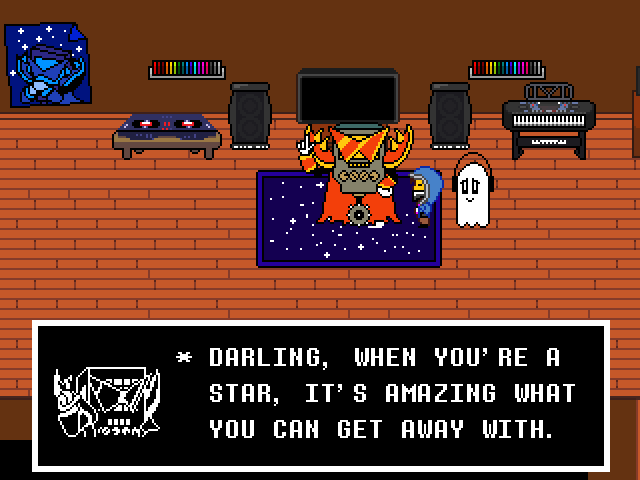 * DARLING, WHEN YOU'RE A
STAR, IT'S AMAZING WHAT
YOU CAN GET AWAY WITH.